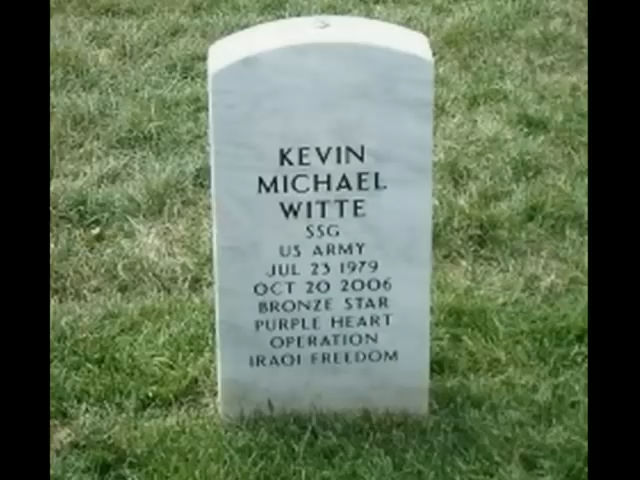 KEVIN
MICHAEL
WITTE
SSG
US ARMY
JUL 23 1979
OCT 20 2006
BRONZE STAR
PURPLE HEART
OPERATION
IRAQI FREEDOM